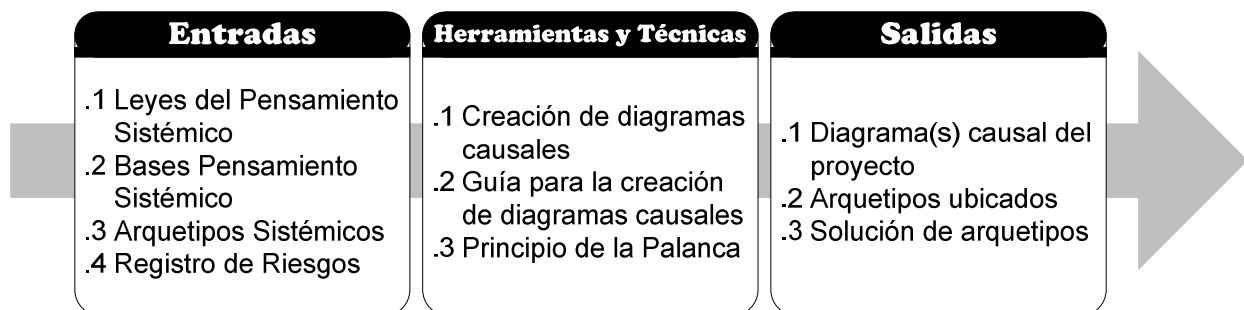 Entradas
.1 Leyes del Pensamiento
Sistémico
.2 Bases Pensamiento
Sistémico
.3 Arquetipos Sistémicos
.4 Registro de Riesgos
Herramientas y Técnicas
.1 Creación de diagramas
causales
.2 Guía para la creación
de diagramas causales
.3 Principio de la Palanca
Salidas
.1 Diagrama(s) causal del
proyecto
.2 Arquetipos ubicados
.3 Solución de arquetipos